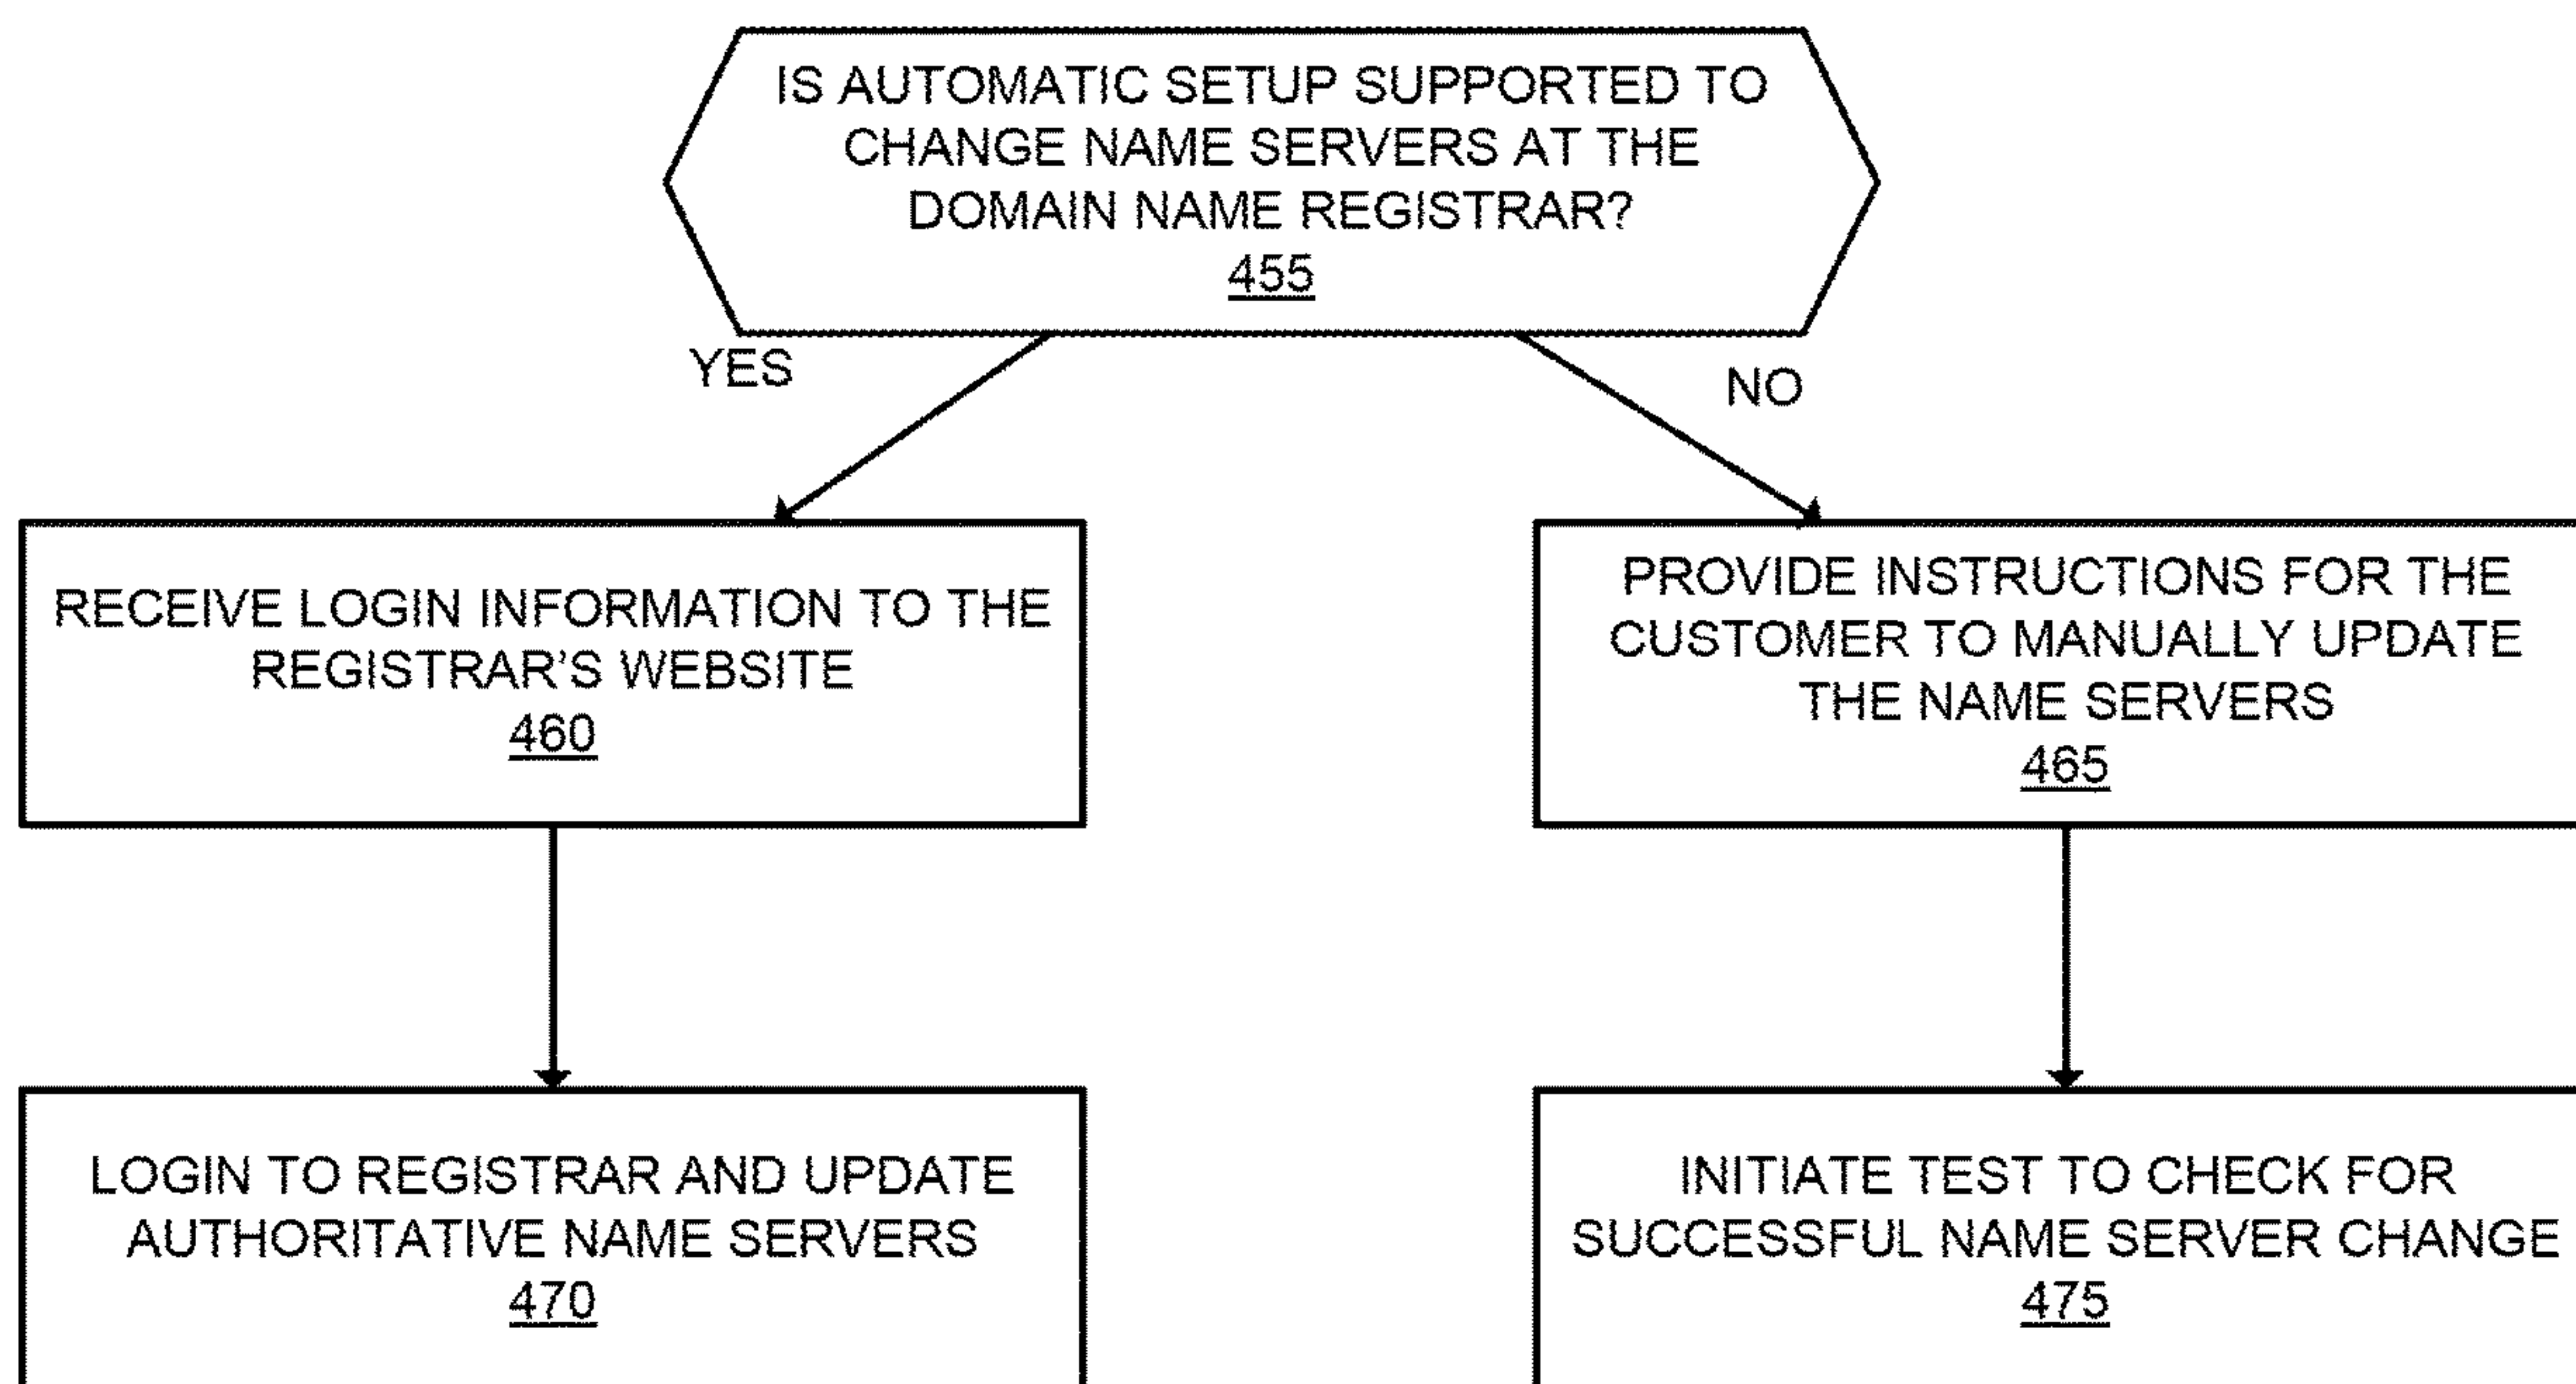 IS AUTOMATIC SETUP SUPPORTED TO
CHANGE NAME SERVERS AT THE
DOMAIN NAME REGISTRAR?
455
YES
NO
RECEIVE LOGIN INFORMATION TO THE
REGISTRAR'S WEBSITE
460
PROVIDE INSTRUCTIONS FOR THE
CUSTOMER TO MANUALLY UPDATE
THE NAME SERVERS
465
LOGIN TO REGISTRAR AND UPDATE
AUTHORITATIVE NAME SERVERS
470
INITIATE TEST TO CHECK FOR
SUCCESSFUL NAME SERVER CHANGE
475